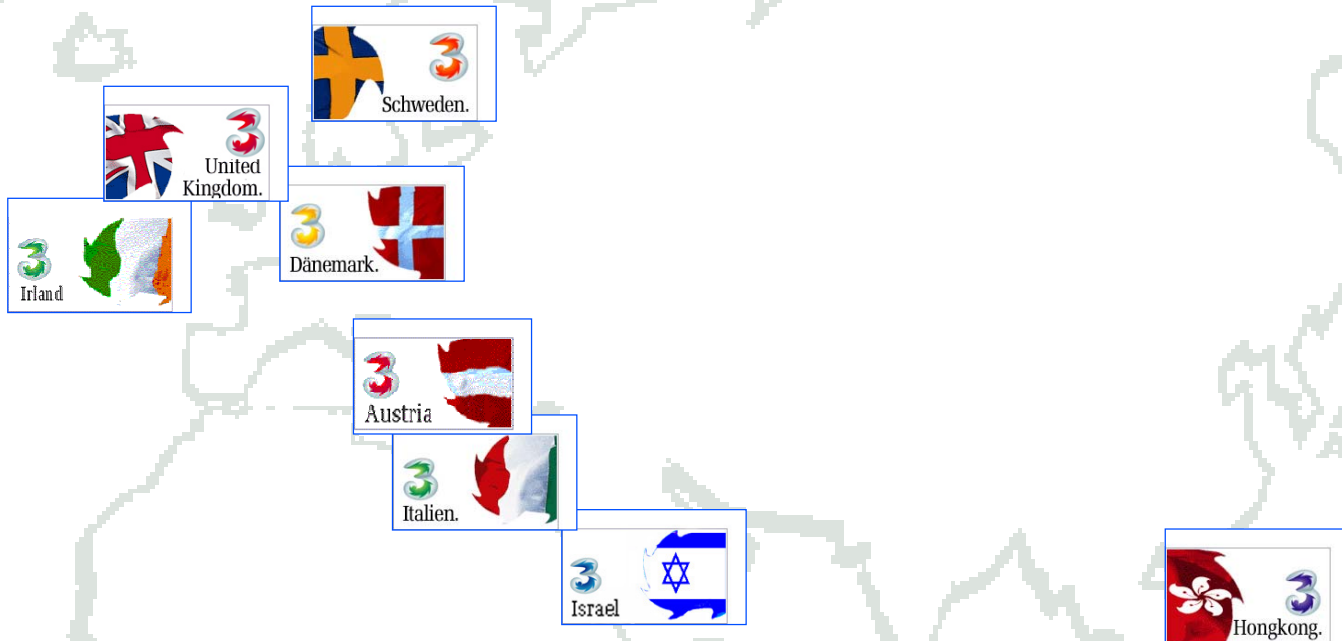 3
Schweden.
3
United
Kingdom.
3
Dänemark.
3
Irland
3
Austria
3
Italien.
3
Israel
3
Hongkong.